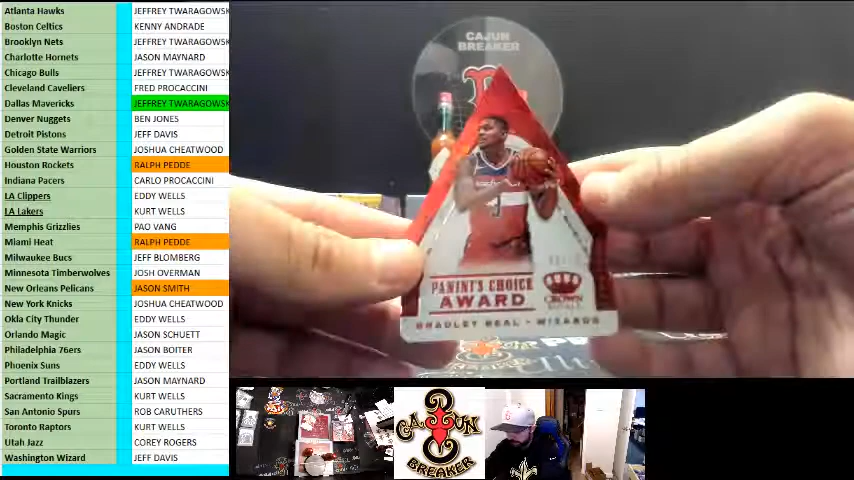 Atlanta Hawks JEFFREY TWARAGOWSK
Boston Celtics KENNY ANDRADE
Brooklyn Nets JEFFREY TWARAGOWSK
Charlotte Hornets JASON MAYNARD
Chicago Bulls JEFFREY TWARAGOWSK
Cleveland Caveliers FRED PROCACCINI
Dallas Mavericks JEFFREY TWARAGOWSK
Denver Nuggets BEN JONES
Detroit Pistons JEFF DAVIS
Golden State Warriors JOSHUA CHEATWOOD
Houston Rockets RALPH PEDDE
Indiana Pacers CARLO PROCACCINI
LA Clippers EDDY WELLS
LA Lakers KURT WELLS
Memphis Grizzlies PAO VANG
Miami Heat RALPH PEDDE
Milwaukee Bucs JEFF BLOMBERG
Minnesota Timberwolves JOSH OVERMAN
New Orleans Pelicans JASON SMITH
New York Knicks JOSHUA CHEATWOOD
Okla City Thunder EDDY WELLS
Orlando Magic JASON SCHUETT
Philadelphia 76ers JASON BOITER
Phoenix Suns EDDY WELLS
Portland Trailblazers JASON MAYNARD
Sacramento Kings KURT WELLS
San Antonio Spurs ROB CARUTHERS
Toronto Raptors KURT WELLS
Utah Jazz COREY ROGERS
Washington Wizard JEFF DAVIS
CAJUN
BREAKER
PANINI'S CHOICE
AWARD
CROWN
BRADLEY BEAL • WIZARDS
CAJUN
BREAKER